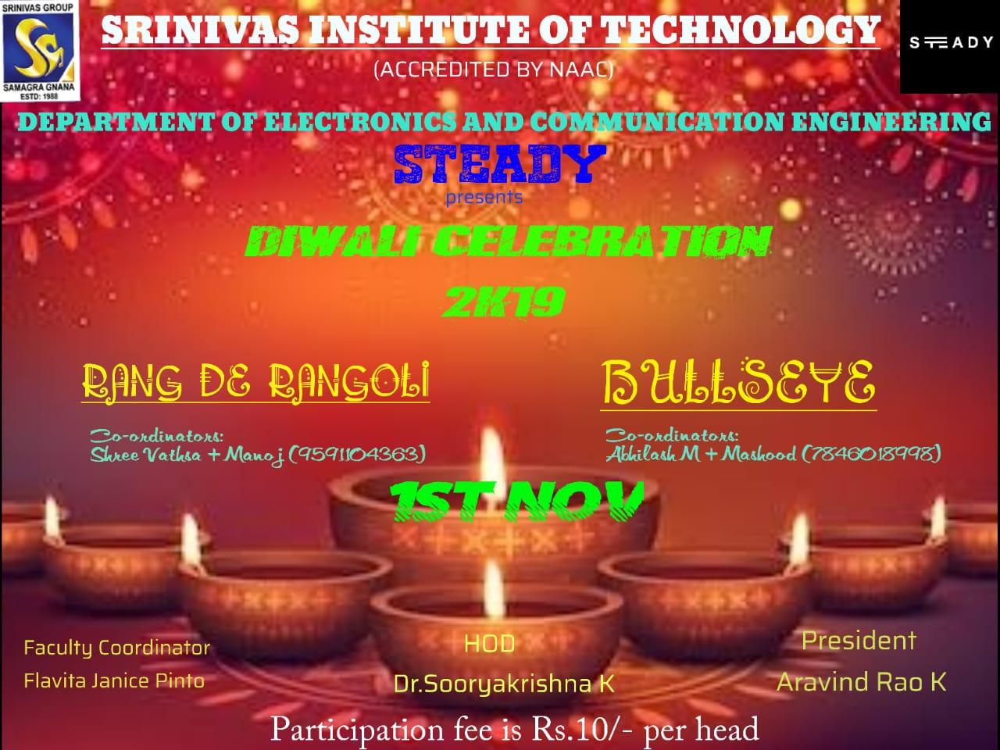 SRINIVAS GROUP
SAMAGRA GNANA
ESTD: 1988
SRINIVAS INSTITUTE OF TECHNOLOGY
STEADY
(ACCREDITED BY NAAC)
DEPARTMENT OF ELECTRONICS AND COMMUNICATION ENGINEERING
STEADY
presents
DIWALI CELEBRATION
2K19
RANG DE RANGOLI
Co-ordinators:
Shree Vathsa + Manoj (9591104363)
BULLSEYE
Co-ordinators:
Abhilash M + Mashood (7846018998)
1ST NOV
Faculty Coordinator
Flavita Janice Pinto
HOD
Dr.Sooryakrishna K
President
Aravind Rao K
Participation fee is Rs.10/- per head